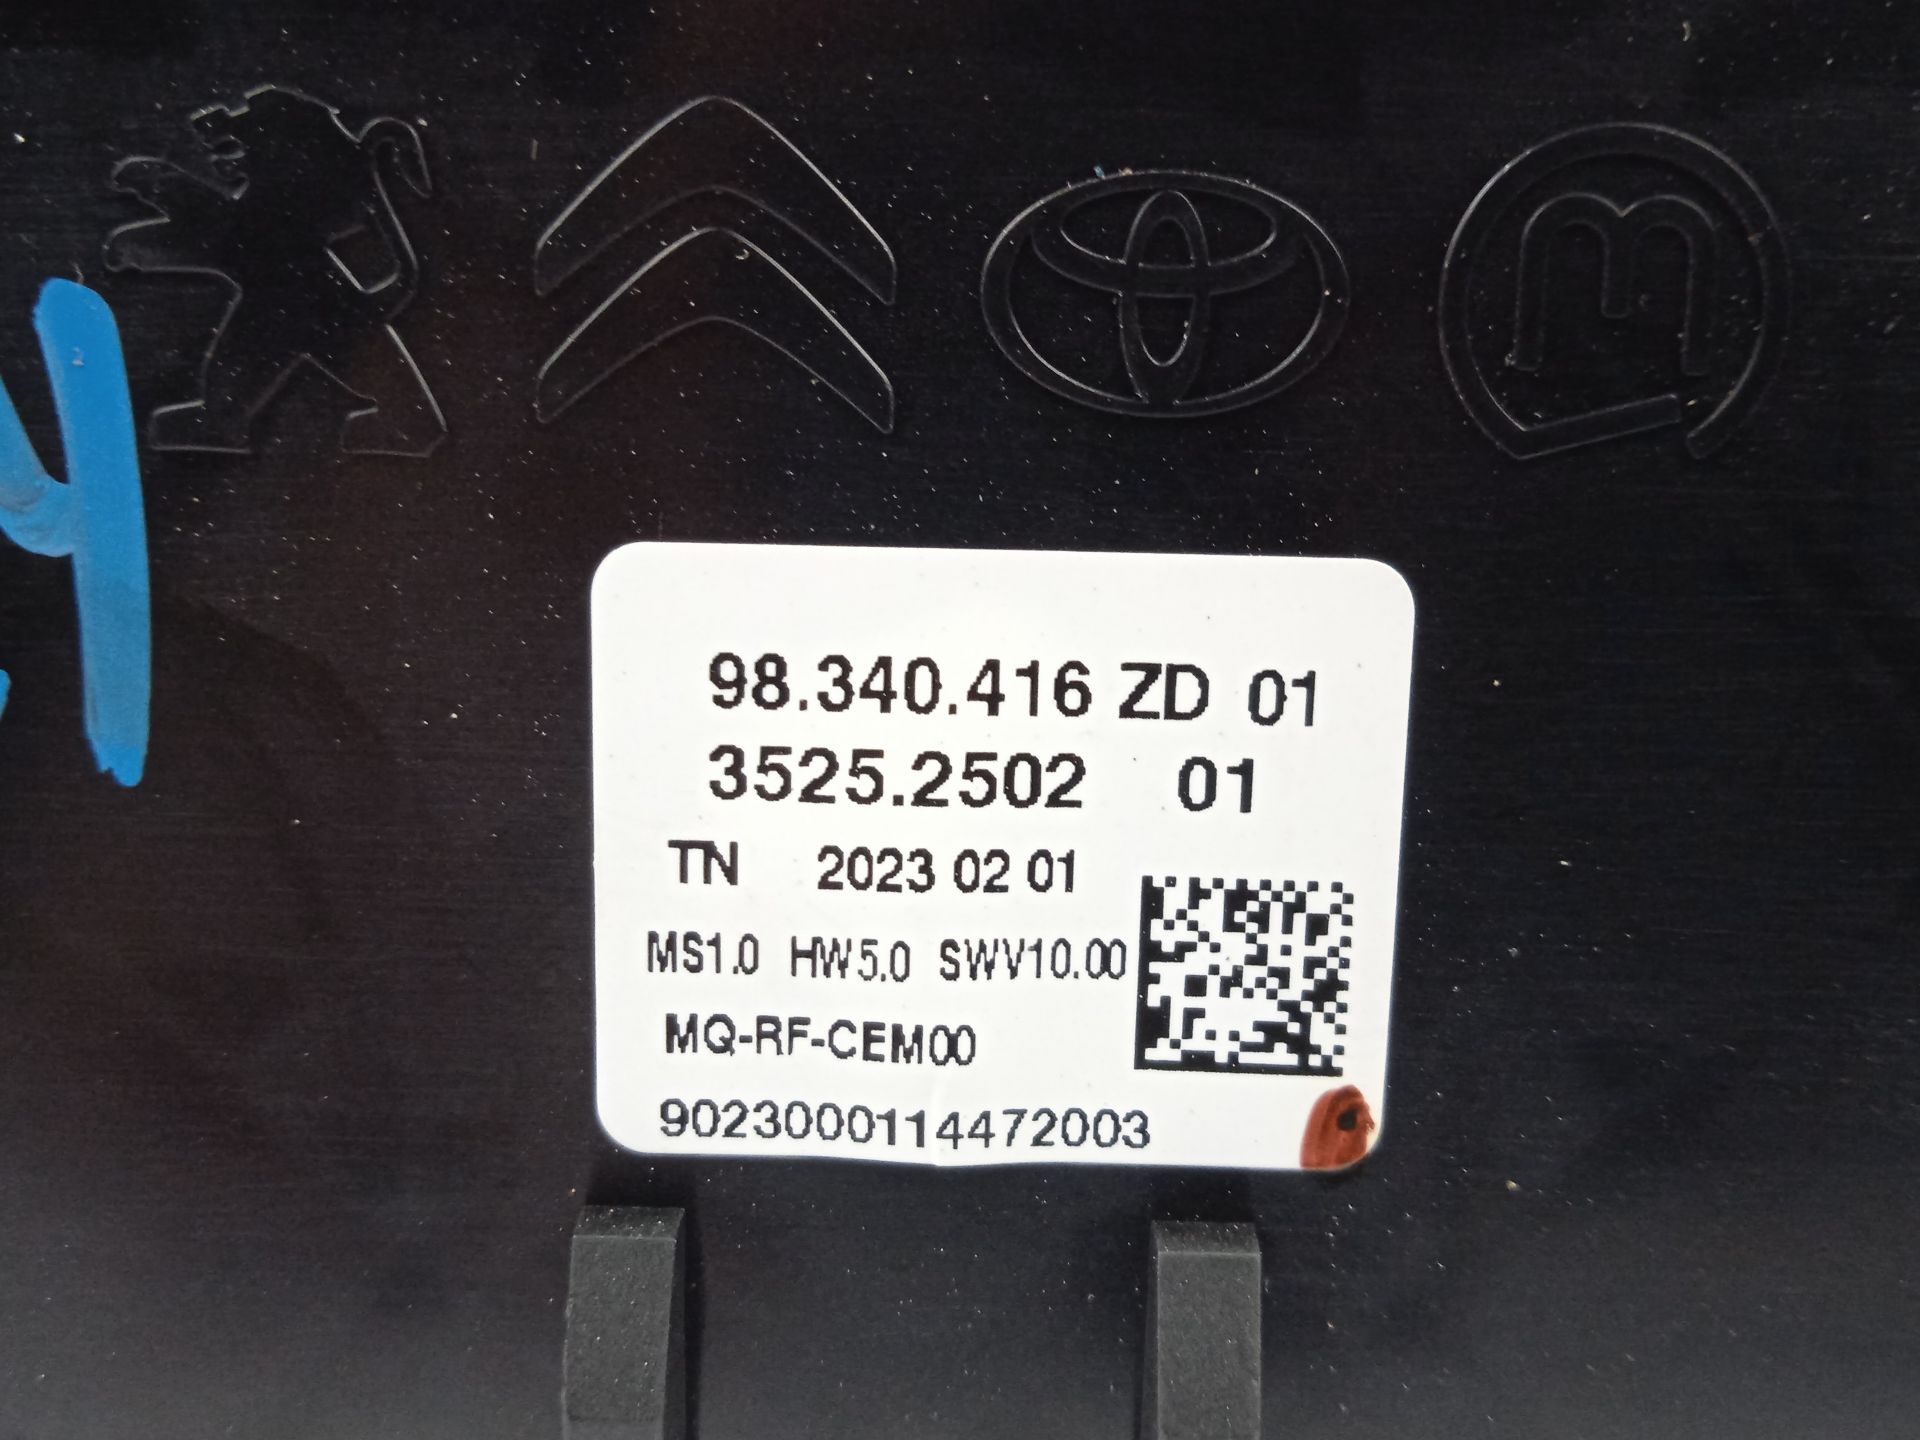 98.340.416 ZD 01
3525.2502 01
TN 2023 02 01
MS1.0 HW5.0 SWV10.00
MQ-RF-CEM00
9023000114472003